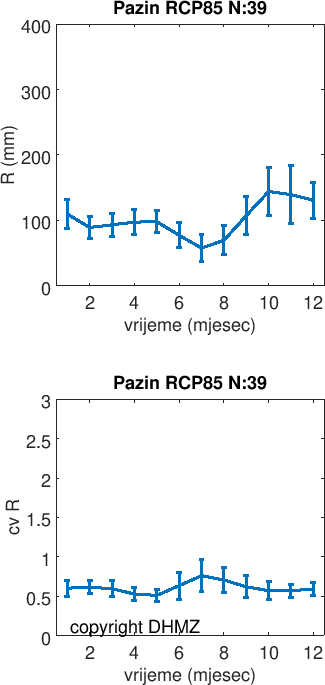 Pazin RCP85 N:39
400
300
200
100
0
R (mm)
2 4 6 8 10 12
vrijeme (mjesec)
Pazin RCP85 N:39
3
2.5
2
1.5
1
0.5
0
cv R
copyright DHMZ
2 4 6 8 10 12
vrijeme (mjesec)